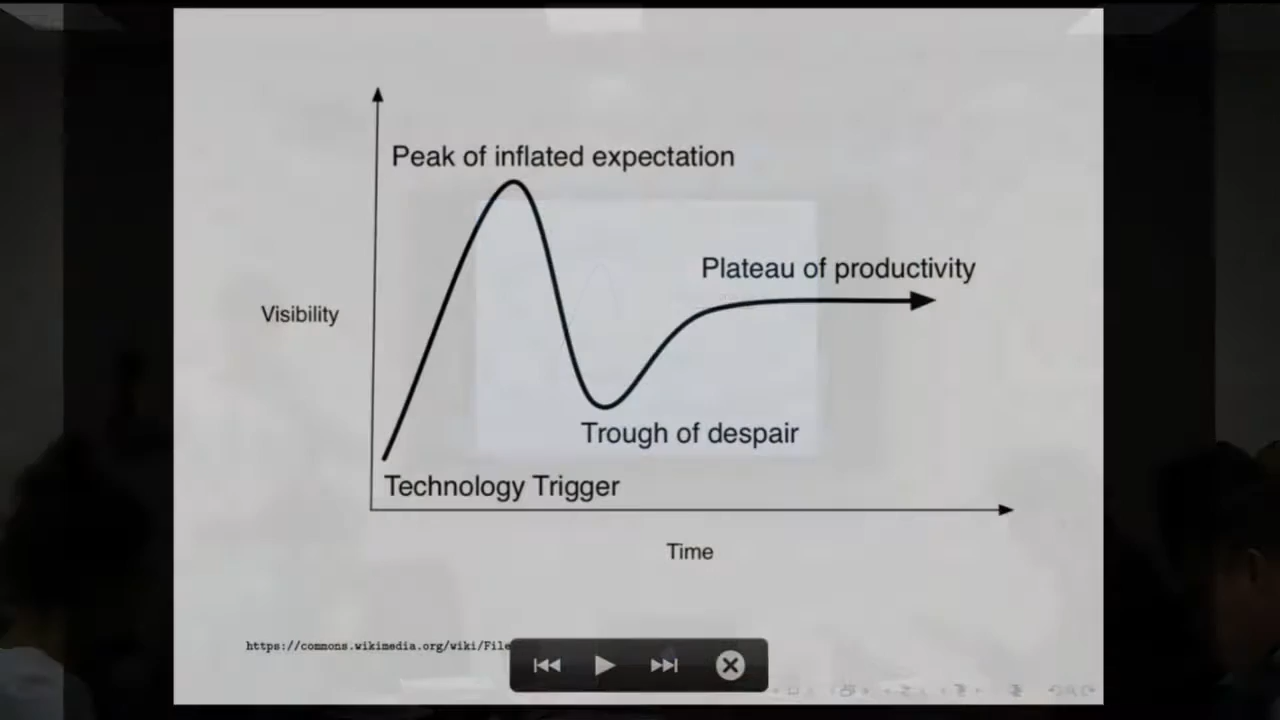 Peak of inflated expectation
Plateau of productivity
Visibility
Trough of despair
Technology Trigger
Time
https://commons.wikimedia.org/wiki/File